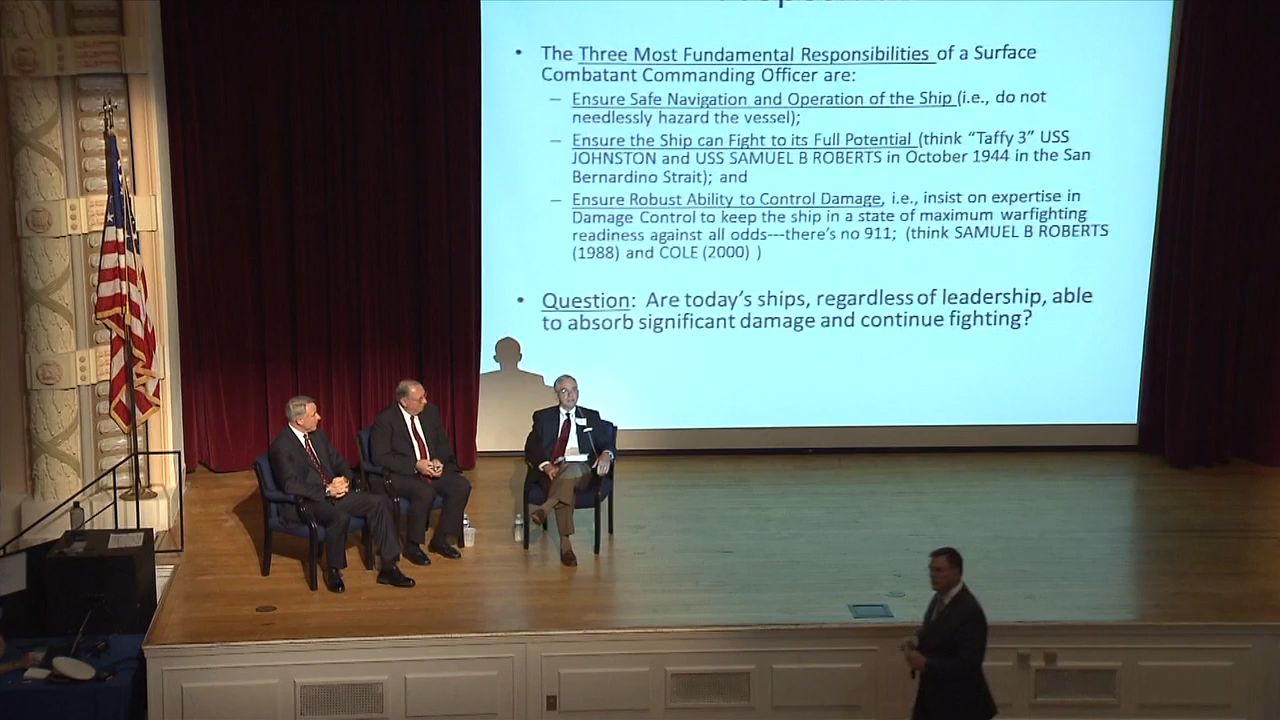 • The Three Most Fundamental Responsibilities of a Surface
Combatant Commanding Officer are:
– Ensure Safe Navigation and Operation of the Ship (i.e., do not
needlessly hazard the vessel);
– Ensure the Ship can Fight to its Full Potential (think “Taffy 3” USS
JOHNSTON and USS SAMUEL B ROBERTS in October 1944 in the San
Bernardino Strait); and
– Ensure Robust Ability to Control Damage, i.e., insist on expertise in
Damage Control to keep the ship in a state of maximum warfighting
readiness against all odds---there’s no 911; (think SAMUEL B ROBERTS
(1988) and COLE (2000) )
• Question: Are today’s ships, regardless of leadership, able
to absorb significant damage and continue fighting?